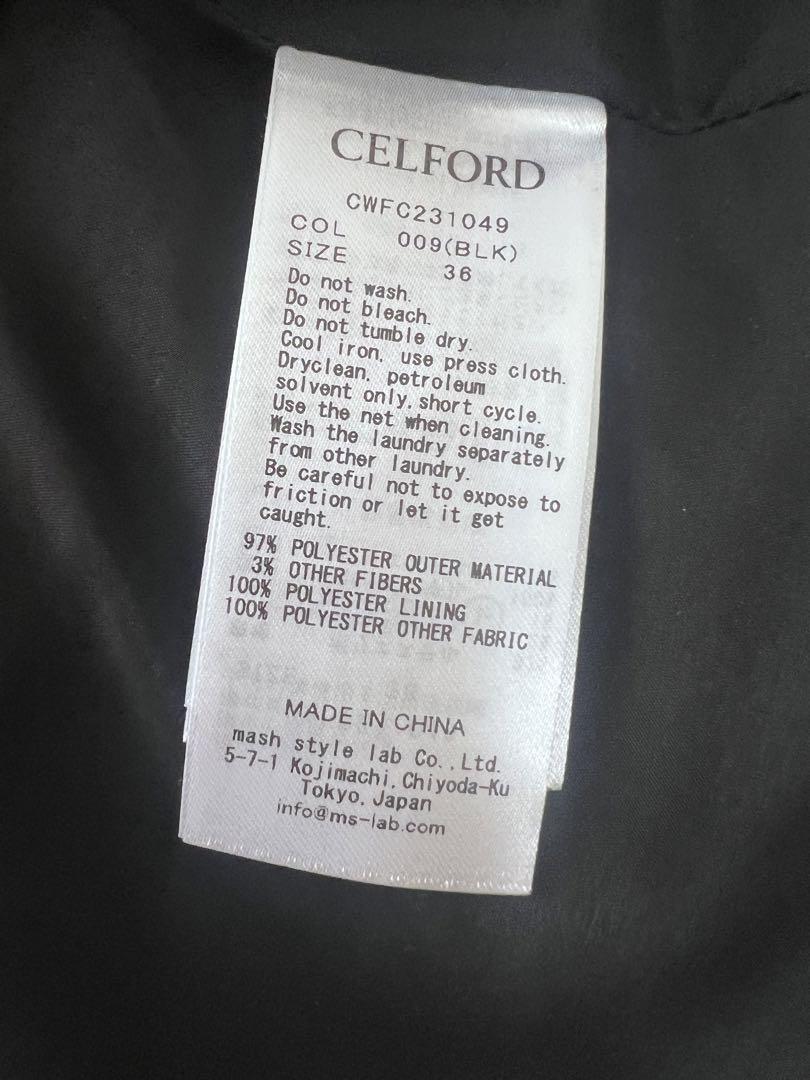 CELFORD
CWFC231049
COL 009(BLK)
SIZE 36
Do not wash.
Do not bleach.
Do not tumble dry.
Cool iron, use press cloth.
Dryclean, petroleum
solvent only, short cycle.
Use the net when cleaning.
Wash the laundry separately
from other laundry.
Be careful not to expose to
friction or let it get
caught.
97% POLYESTER OUTER MATERIAL
3% OTHER FIBERS
100% POLYESTER LINING
100% POLYESTER OTHER FABRIC
MADE IN CHINA
mash style lab Co.,Ltd.
5-7-1 Kojimachi,Chiyoda-Ku
Tokyo,Japan
info@ms-lab.com